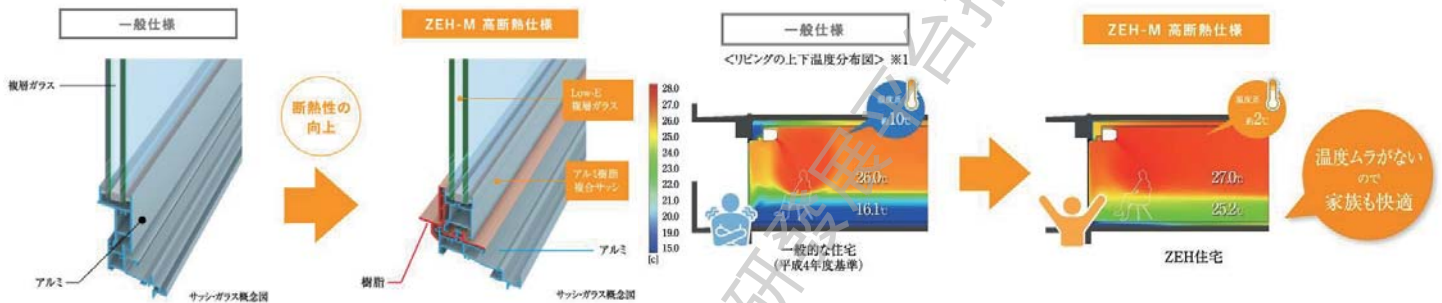 一般仕様
ZEH-M 高断熱仕様
複層ガラス
アルミ
サッシ・ガラス概念図
断熱性の
向上
Low-E
複層ガラス
アルミ樹脂
複合サッシ
アルミ
樹脂
サッシ・ガラス概念図
一般仕様
<リビングの上下温度分布図> ※1
28.0
27.0
26.0
25.0
24.0
23.0
22.0
21.0
20.0
19.0
15.0
[c]
温度差
約10℃
26.0℃
16.1℃
一般的な住宅
(平成4年度基準)
ZEH-M 高断熱仕様
温度差
約2℃
27.0℃
25.2℃
ZEH住宅
温度ムラがない
ので
家族も快適
研發展平台